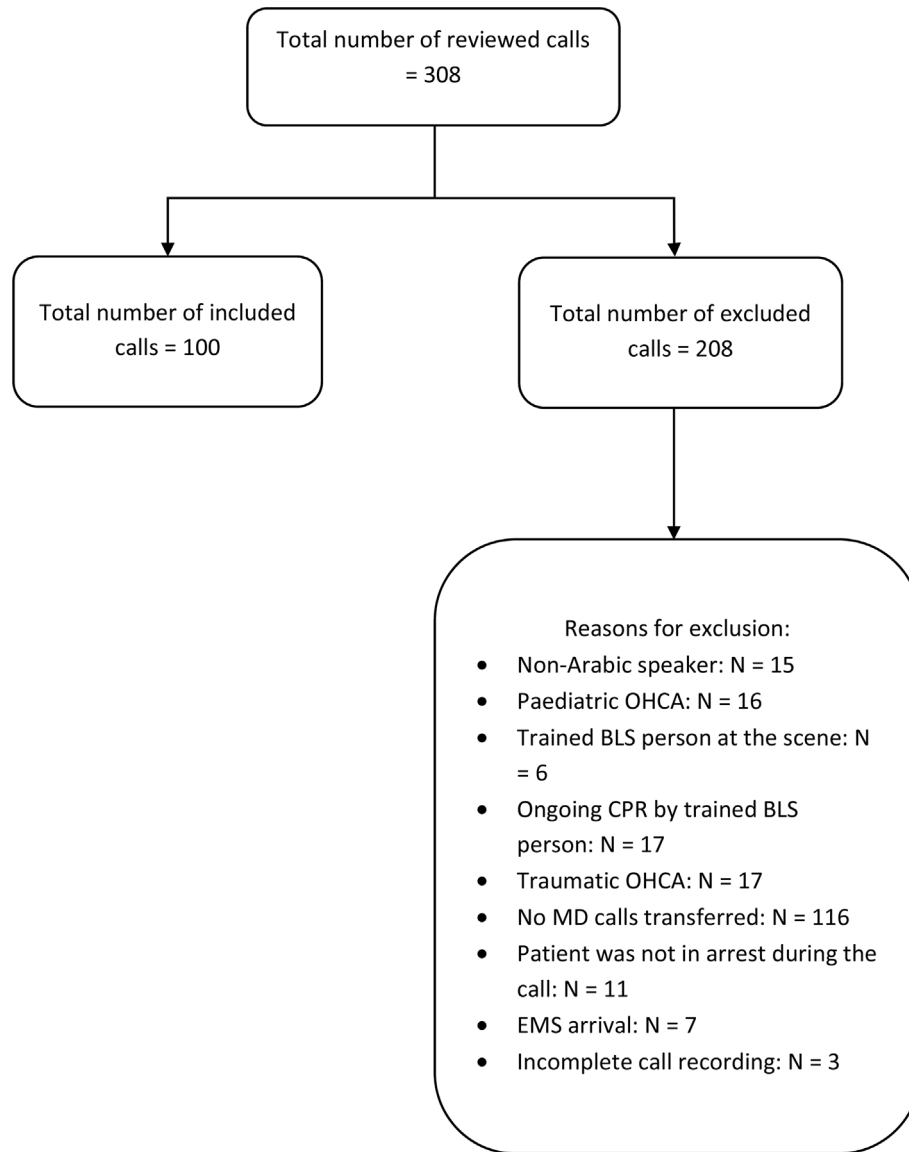 Total number of reviewed calls
= 308
Total number of included
calls = 100
Total number of excluded
calls = 208
Reasons for exclusion:
• Non-Arabic speaker: N = 15
• Paediatric OHCA: N = 16
• Trained BLS person at the scene: N
= 6
• Ongoing CPR by trained BLS
person: N = 17
• Traumatic OHCA: N = 17
• No MD calls transferred: N = 116
• Patient was not in arrest during the
call: N = 11
• EMS arrival: N = 7
• Incomplete call recording: N = 3